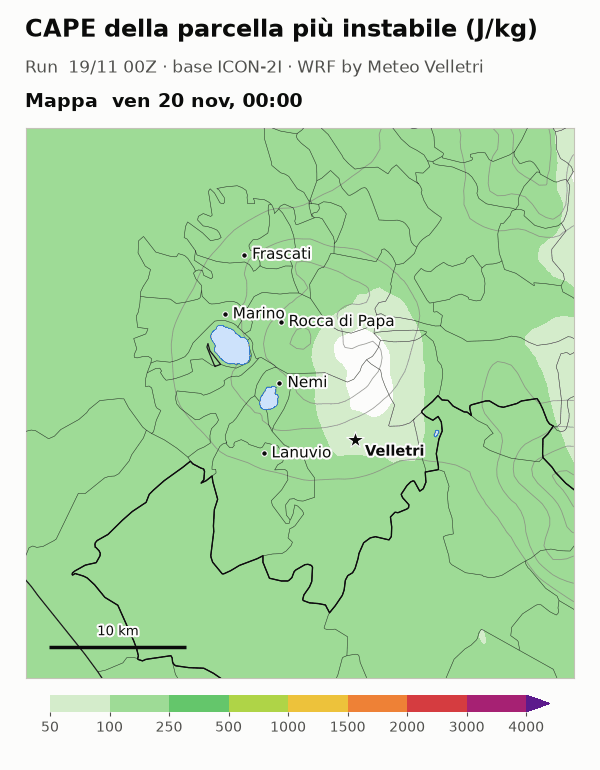 CAPE della parcella più instabile (J/kg)
Run  19/11 00Z · base ICON-2I · WRF by Meteo Velletri
Mappa  ven 20 nov, 00:00
Frascati
Marino
Rocca di Papa
Nemi
Lanuvio
Velletri
10 km
50 100 250 500 1000 1500 2000 3000 4000